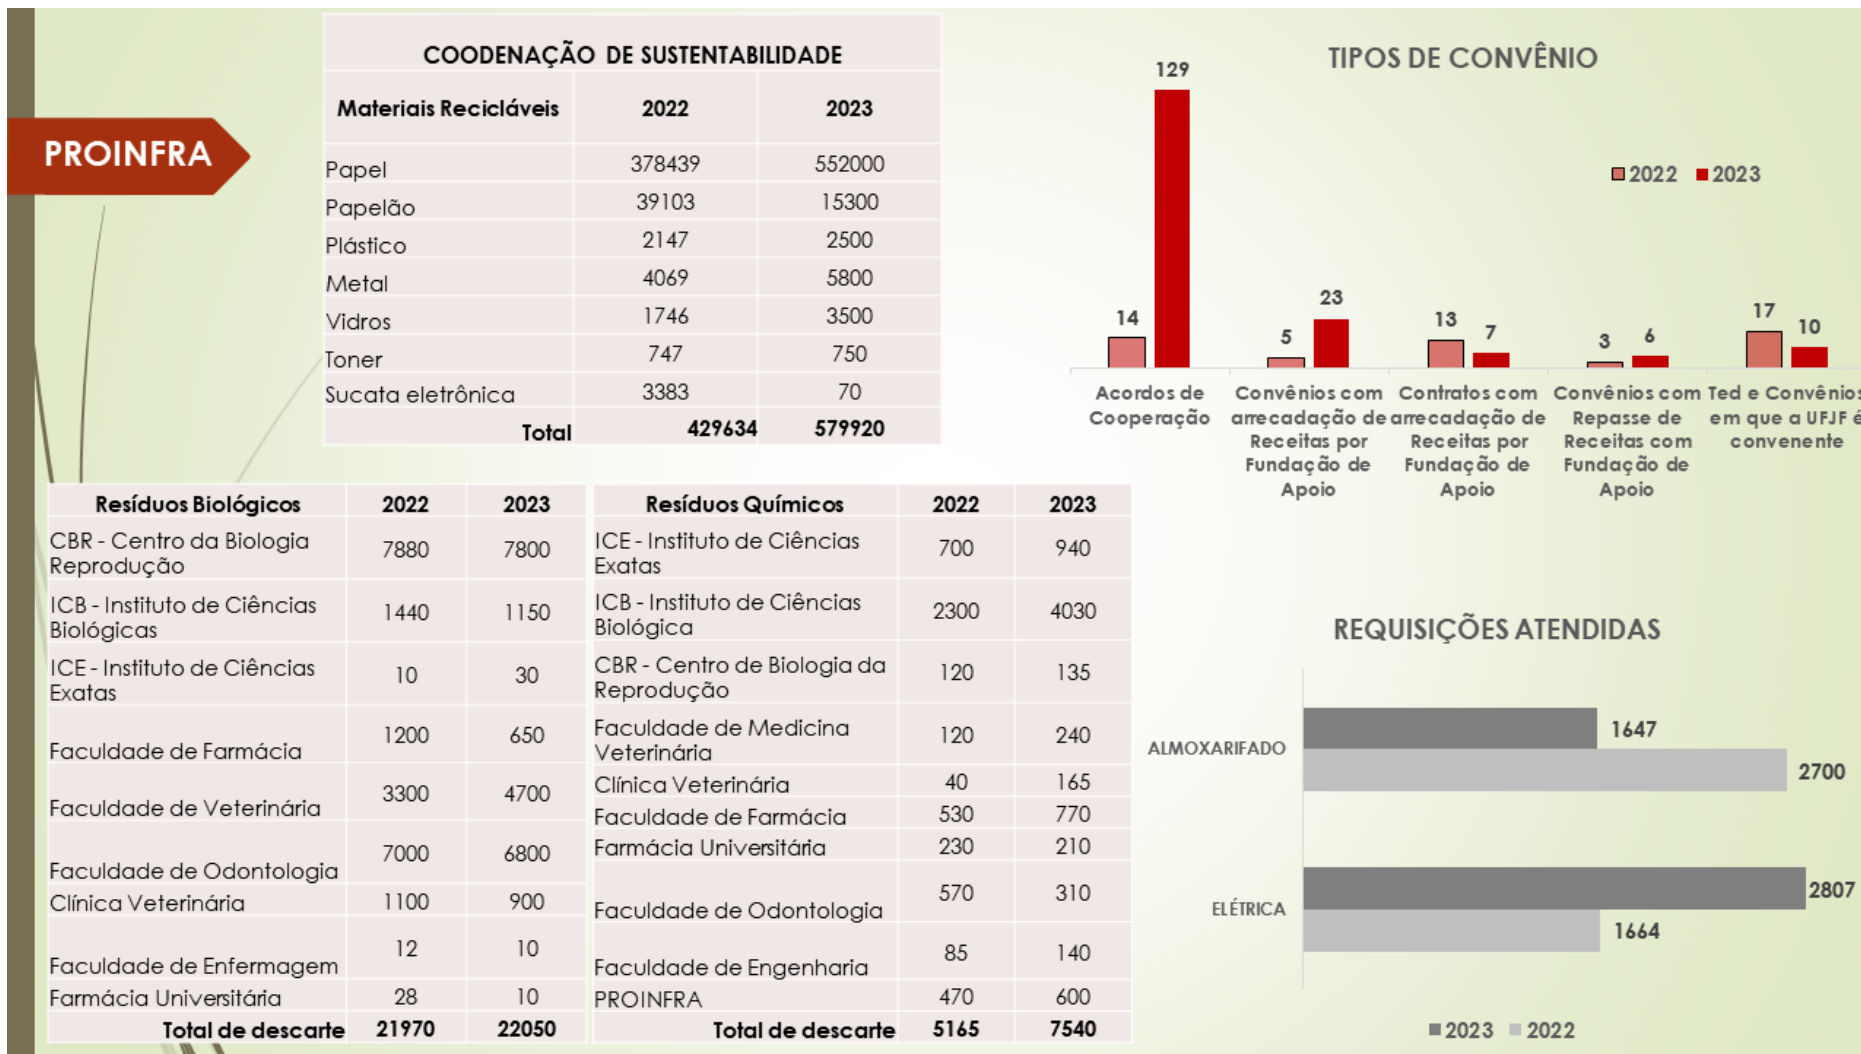 PROINFRA
COODENAÇÃO DE SUSTENTABILIDADE
Materiais Recicláveis 2022 2023
Papel 378439 552000
Papelão 39103 15300
Plástico 2147 2500
Metal 4069 5800
Vidros 1746 3500
Toner 747 750
Sucata eletrônica 3383 70
Total 429634 579920
TIPOS DE CONVÊNIO
2022 2023
14 129
5 23
13 7
3 6
17 10
Acordos de
Cooperação
Convênios com
arrecadação de
Receitas por
Fundação de
Apoio
Contratos com
arrecadação de
Receitas por
Fundação de
Apoio
Convênios com
Repasse de
Receitas com
Fundação de
Apoio
Ted e Convênios
em que a UFJF é
convenente
Resíduos Biológicos 2022 2023
CBR - Centro da Biologia
Reprodução 7880 7800
ICB - Instituto de Ciências
Biológicas 1440 1150
ICE - Instituto de Ciências
Exatas 10 30
Faculdade de Farmácia 1200 650
Faculdade de Veterinária 3300 4700
Faculdade de Odontologia 7000 6800
Clínica Veterinária 1100 900
Faculdade de Enfermagem 12 10
Farmácia Universitária 28 10
Total de descarte 21970 22050
Resíduos Químicos 2022 2023
ICE - Instituto de Ciências
Exatas 700 940
ICB - Instituto de Ciências
Biológica 2300 4030
CBR - Centro de Biologia da
Reprodução 120 135
Faculdade de Medicina
Veterinária 120 240
Clínica Veterinária 40 165
Faculdade de Farmácia 530 770
Farmácia Universitária 230 210
Faculdade de Odontologia 570 310
Faculdade de Engenharia 85 140
PROINFRA 470 600
Total de descarte 5165 7540
REQUISIÇÕES ATENDIDAS
ALMOXARIFADO 1647
2700
ELÉTRICA 2807
1664
2023 2022